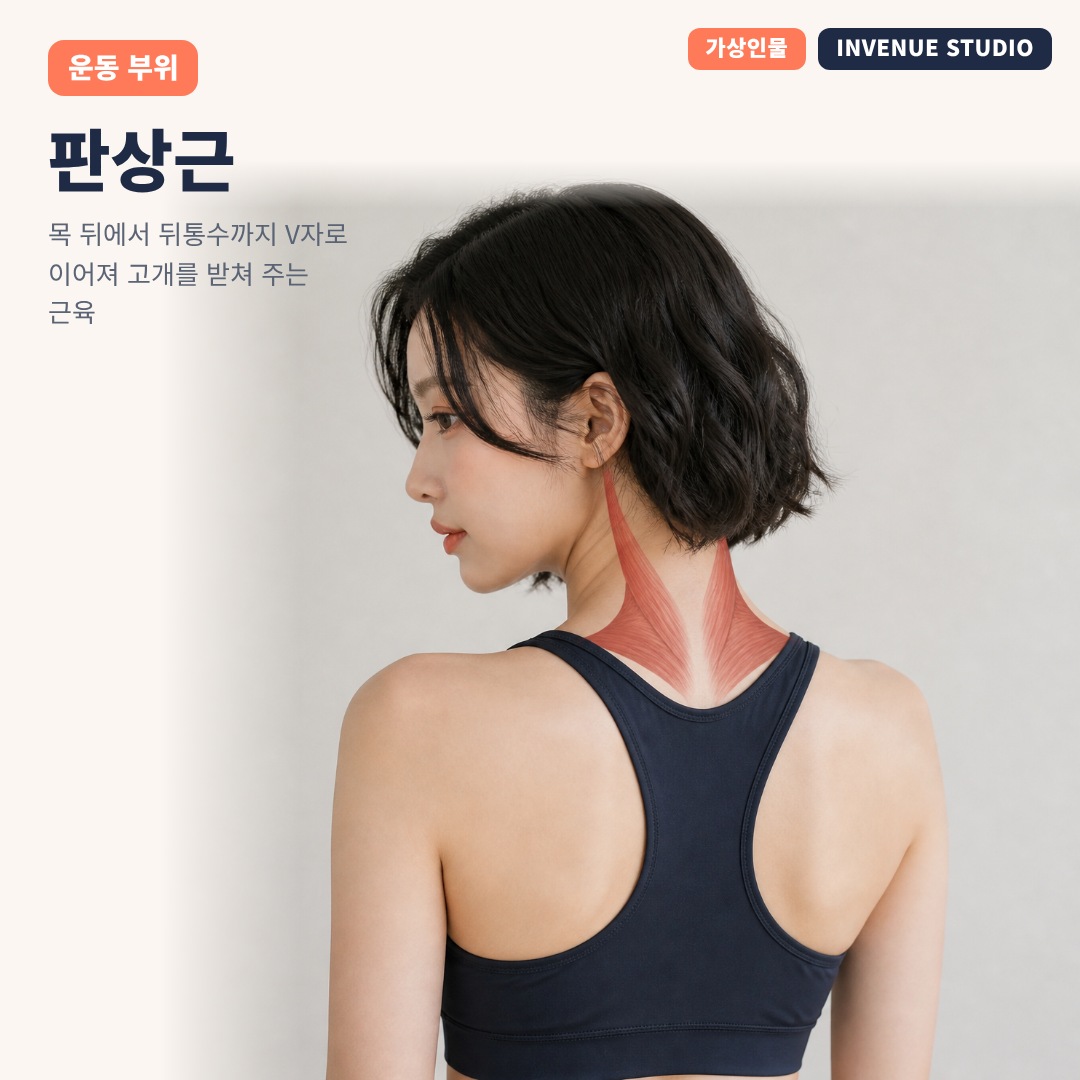 운동 부위
가상인물
INVENUE STUDIO
판상근
목 뒤에서 뒤통수까지 V자로
이어져 고개를 받쳐 주는
근육